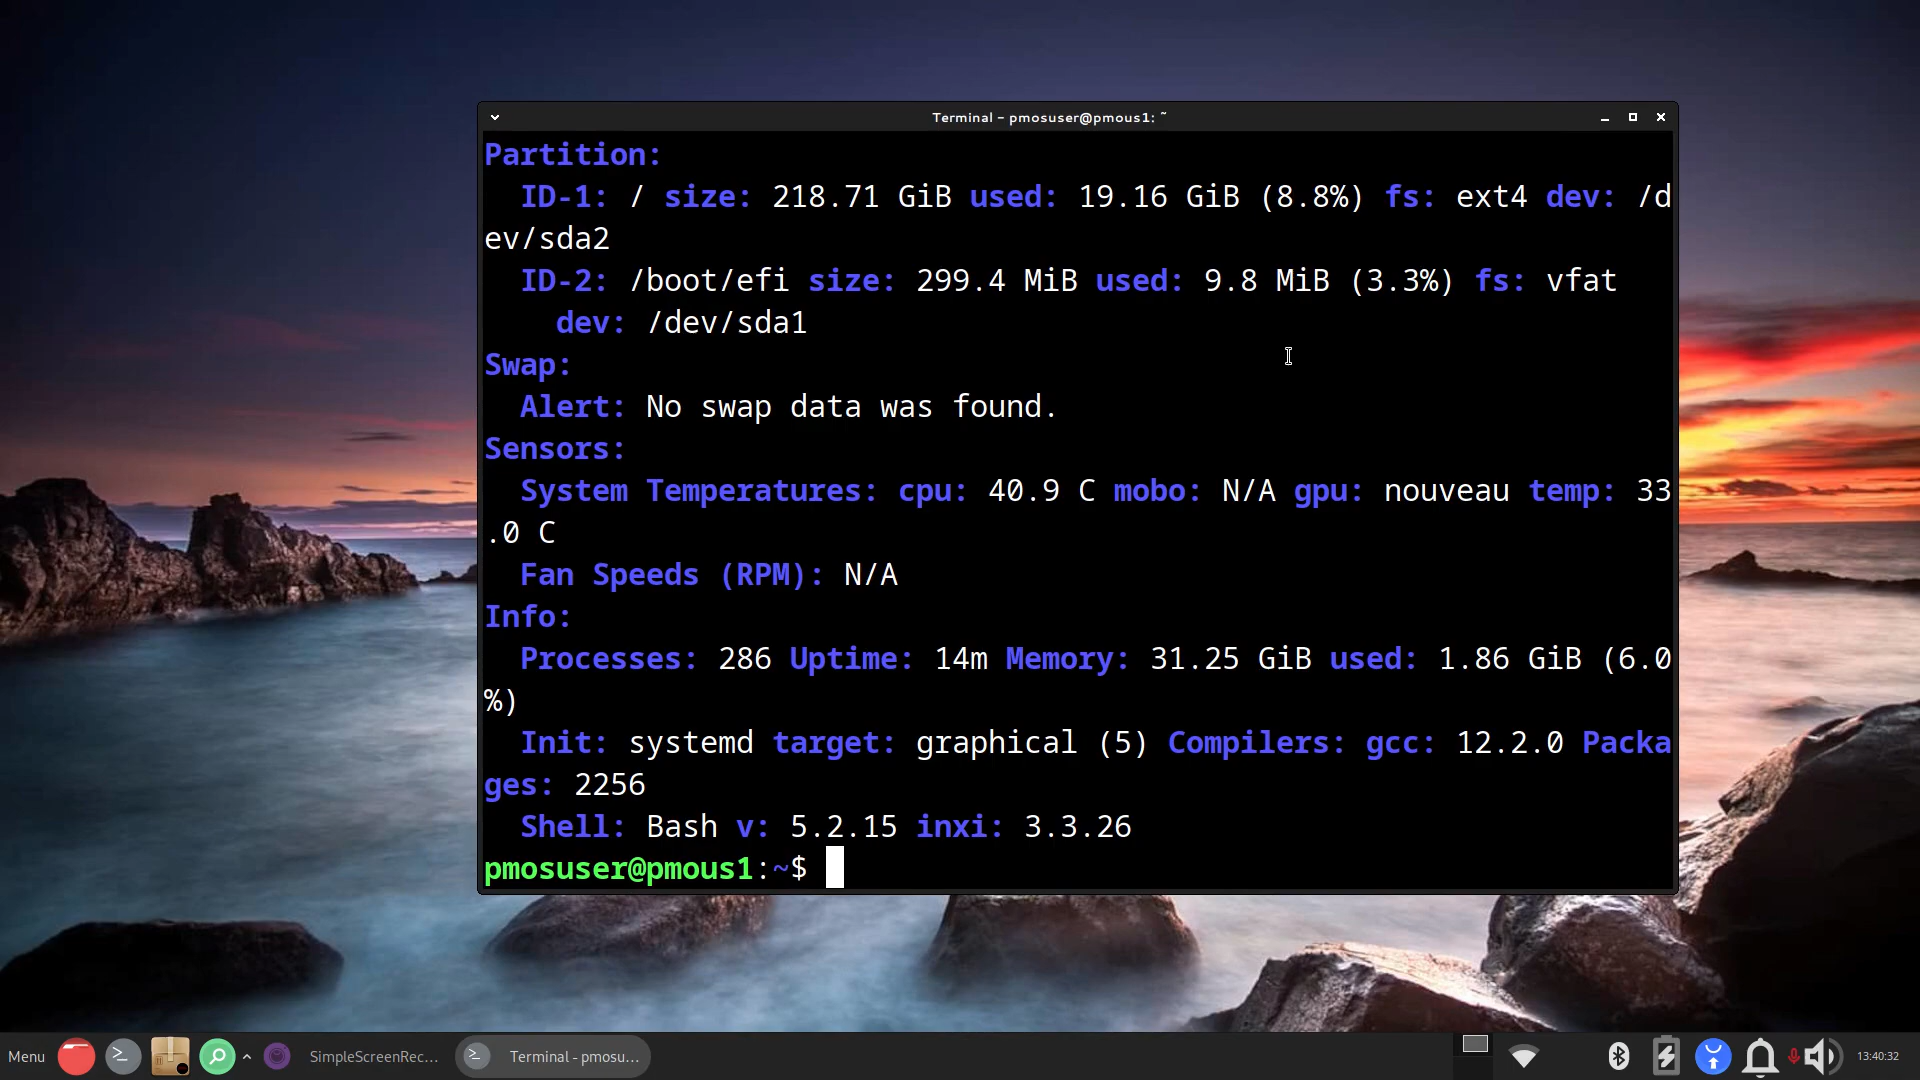 Terminal - pmosuser@pmous1: ~
Partition:
ID-1: / size: 218.71 GiB used: 19.16 GiB (8.8%) fs: ext4 dev: /d
ev/sda2
ID-2: /boot/efi size: 299.4 MiB used: 9.8 MiB (3.3%) fs: vfat
dev: /dev/sda1
Swap:
Alert: No swap data was found.
Sensors:
System Temperatures: cpu: 40.9 C mobo: N/A gpu: nouveau temp: 33
.0 C
Fan Speeds (RPM): N/A
Info:
Processes: 286 Uptime: 14m Memory: 31.25 GiB used: 1.86 GiB (6.0
%)
Init: systemd target: graphical (5) Compilers: gcc: 12.2.0 Packa
ges: 2256
Shell: Bash v: 5.2.15 inxi: 3.3.26
pmosuser@pmous1:~$
Menu SimpleScreenRec... Terminal - pmosu... 13:40:32